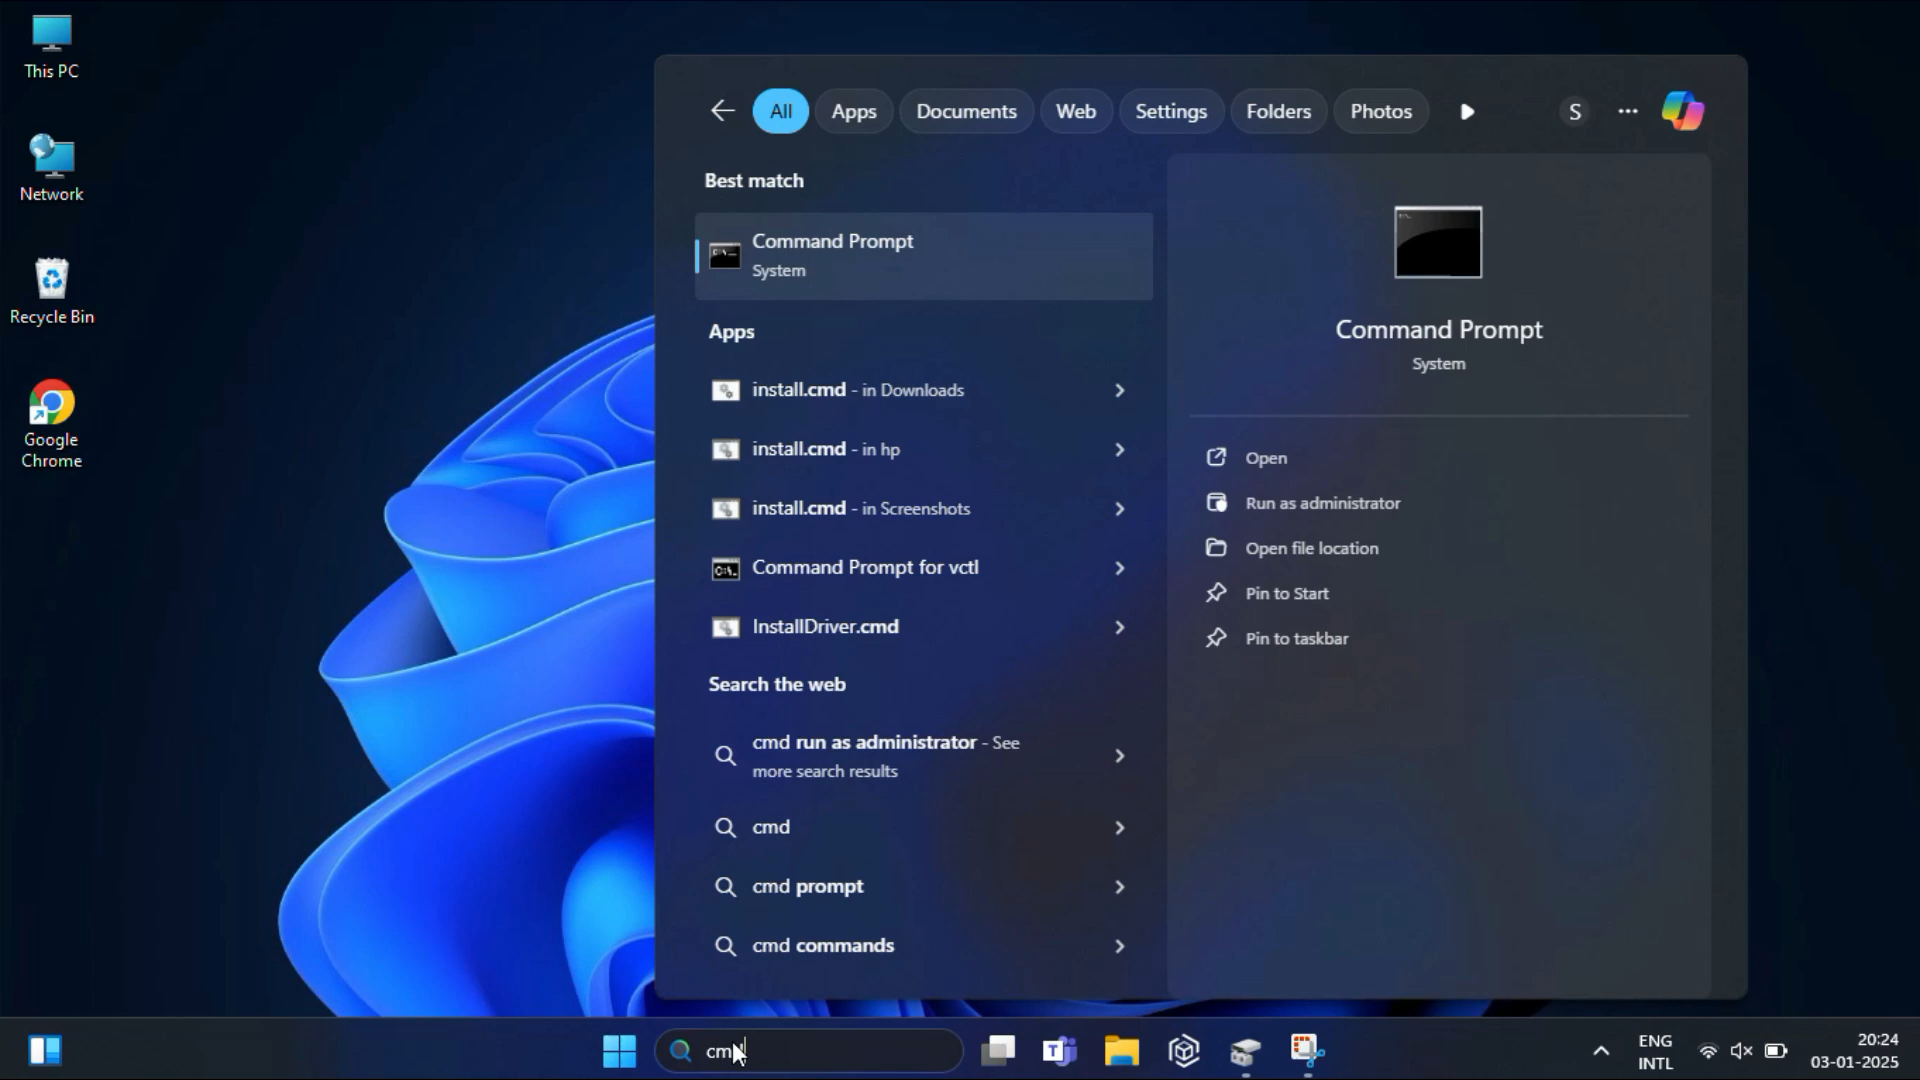 This PC
Network
Recycle Bin
Google
Chrome
All
Apps
Documents
Web
Settings
Folders
Photos
S
Best match
Command Prompt
System
Apps
install.cmd - in Downloads
install.cmd - in hp
install.cmd - in Screenshots
Command Prompt for vctl
InstallDriver.cmd
Search the web
cmd run as administrator - See
more search results
cmd
cmd prompt
cmd commands
Command Prompt
System
Open
Run as administrator
Open file location
Pin to Start
Pin to taskbar
cmd
ENG
INTL
20:24
03-01-2025